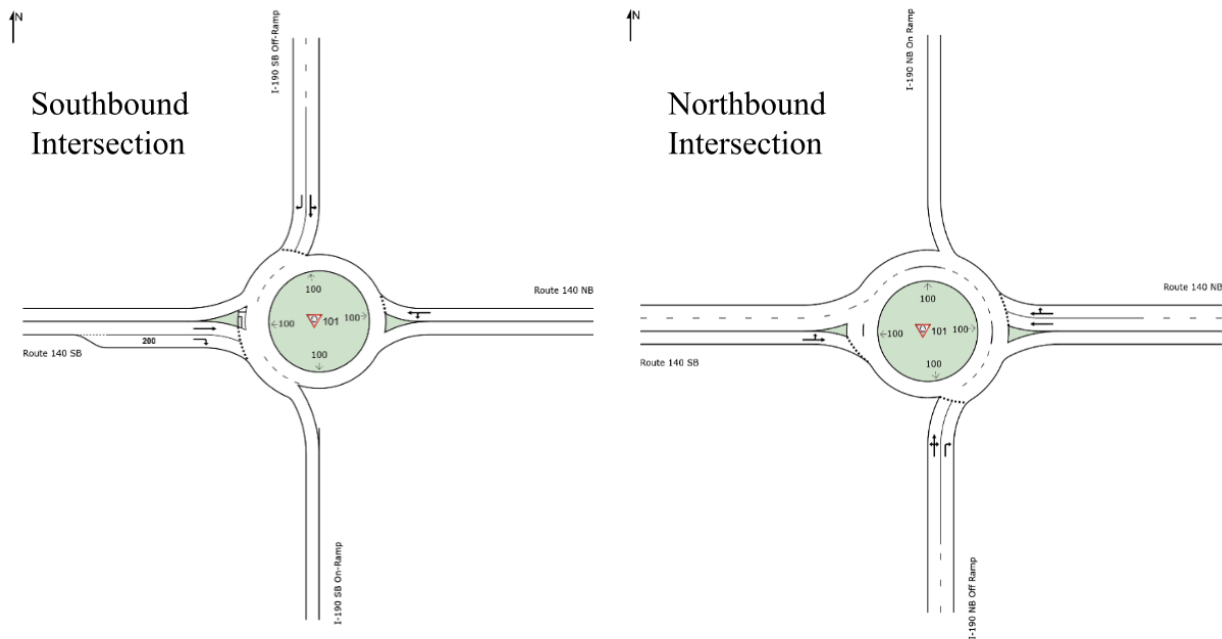 N
I-190 SB Off-Ramp
Southbound
Intersection
Route 140 NB
100
100
101
100
100
200
Route 140 SB
I-190 SB On-Ramp
N
I-190 NB On Ramp
Northbound
Intersection
Route 140 NB
100
100
101
100
100
Route 140 SB
I-190 NB Off Ramp